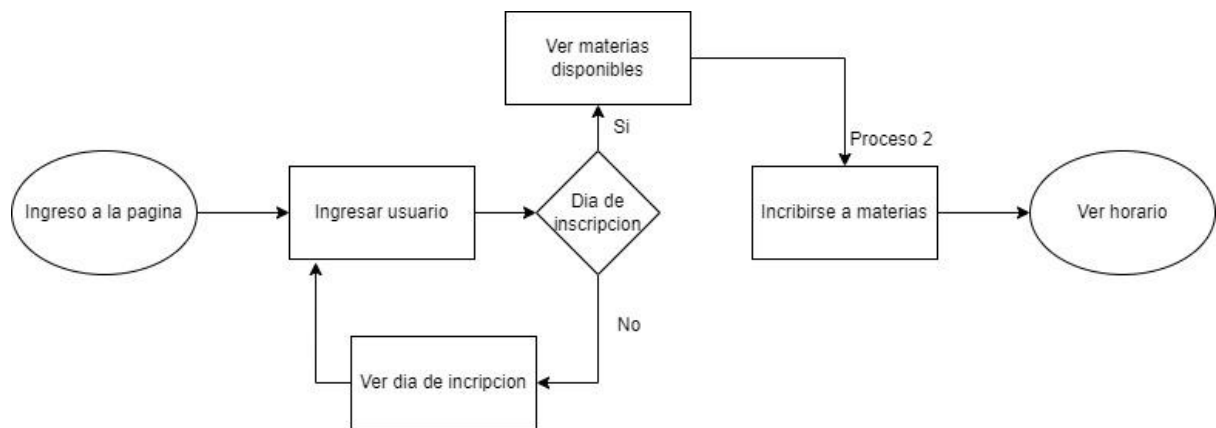 Ver materias
disponibles
Si
Proceso 2
Ingreso a la pagina
Ingresar usuario
Dia de
inscripcion
Incribirse a materias
Ver horario
No
Ver dia de incripcion